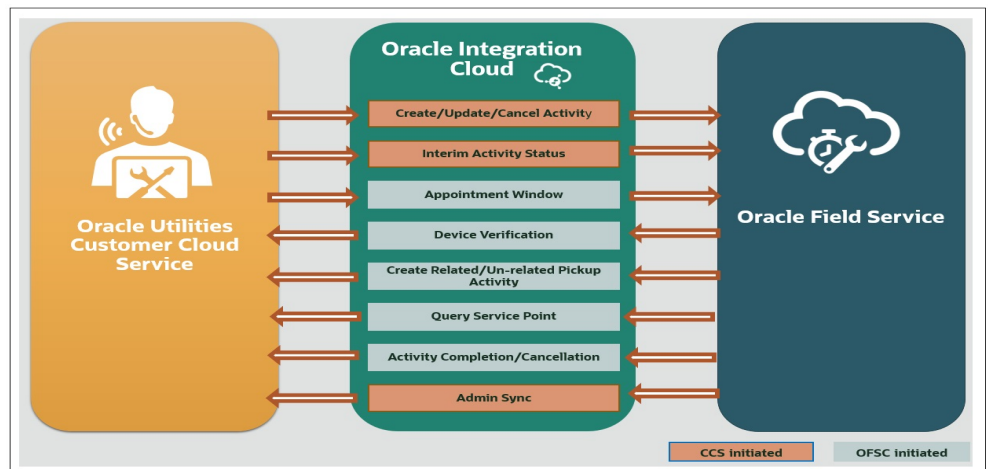 Oracle Integration
Cloud
Create/Update/Cancel Activity
Interim Activity Status
Appointment Window
Device Verification
Create Related/Un-related Pickup
Activity
Query Service Point
Activity Completion/Cancellation
Admin Sync
Oracle Utilities
Customer Cloud
Service
Oracle Field Service
CCS initiated
OFSC initiated